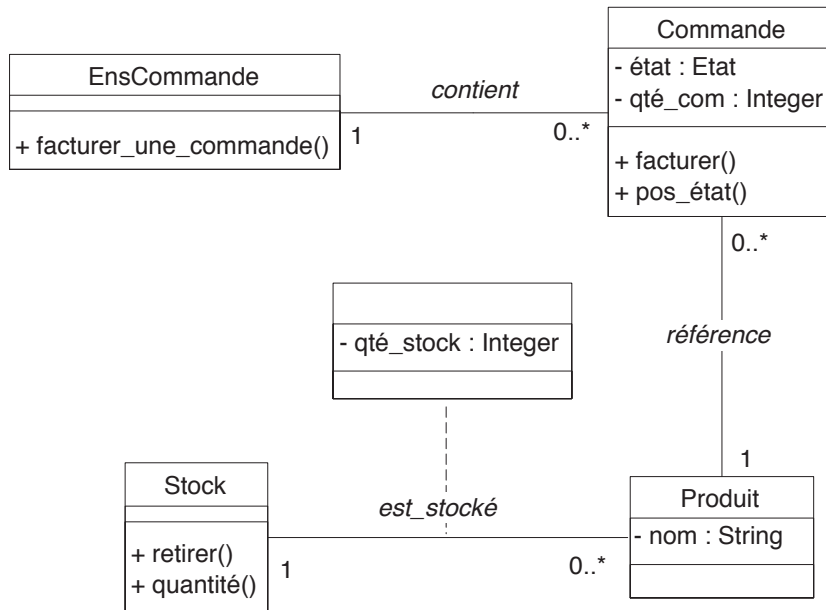 Commande
- état : Etat
- qté_com : Integer
+ facturer()
+ pos_état()
EnsCommande
+ facturer_une_commande()
contient
1
0..*
0..*
référence
1
- qté_stock : Integer
Stock
+ retirer()
+ quantité()
est_stocké
1
0..*
Produit
- nom : String